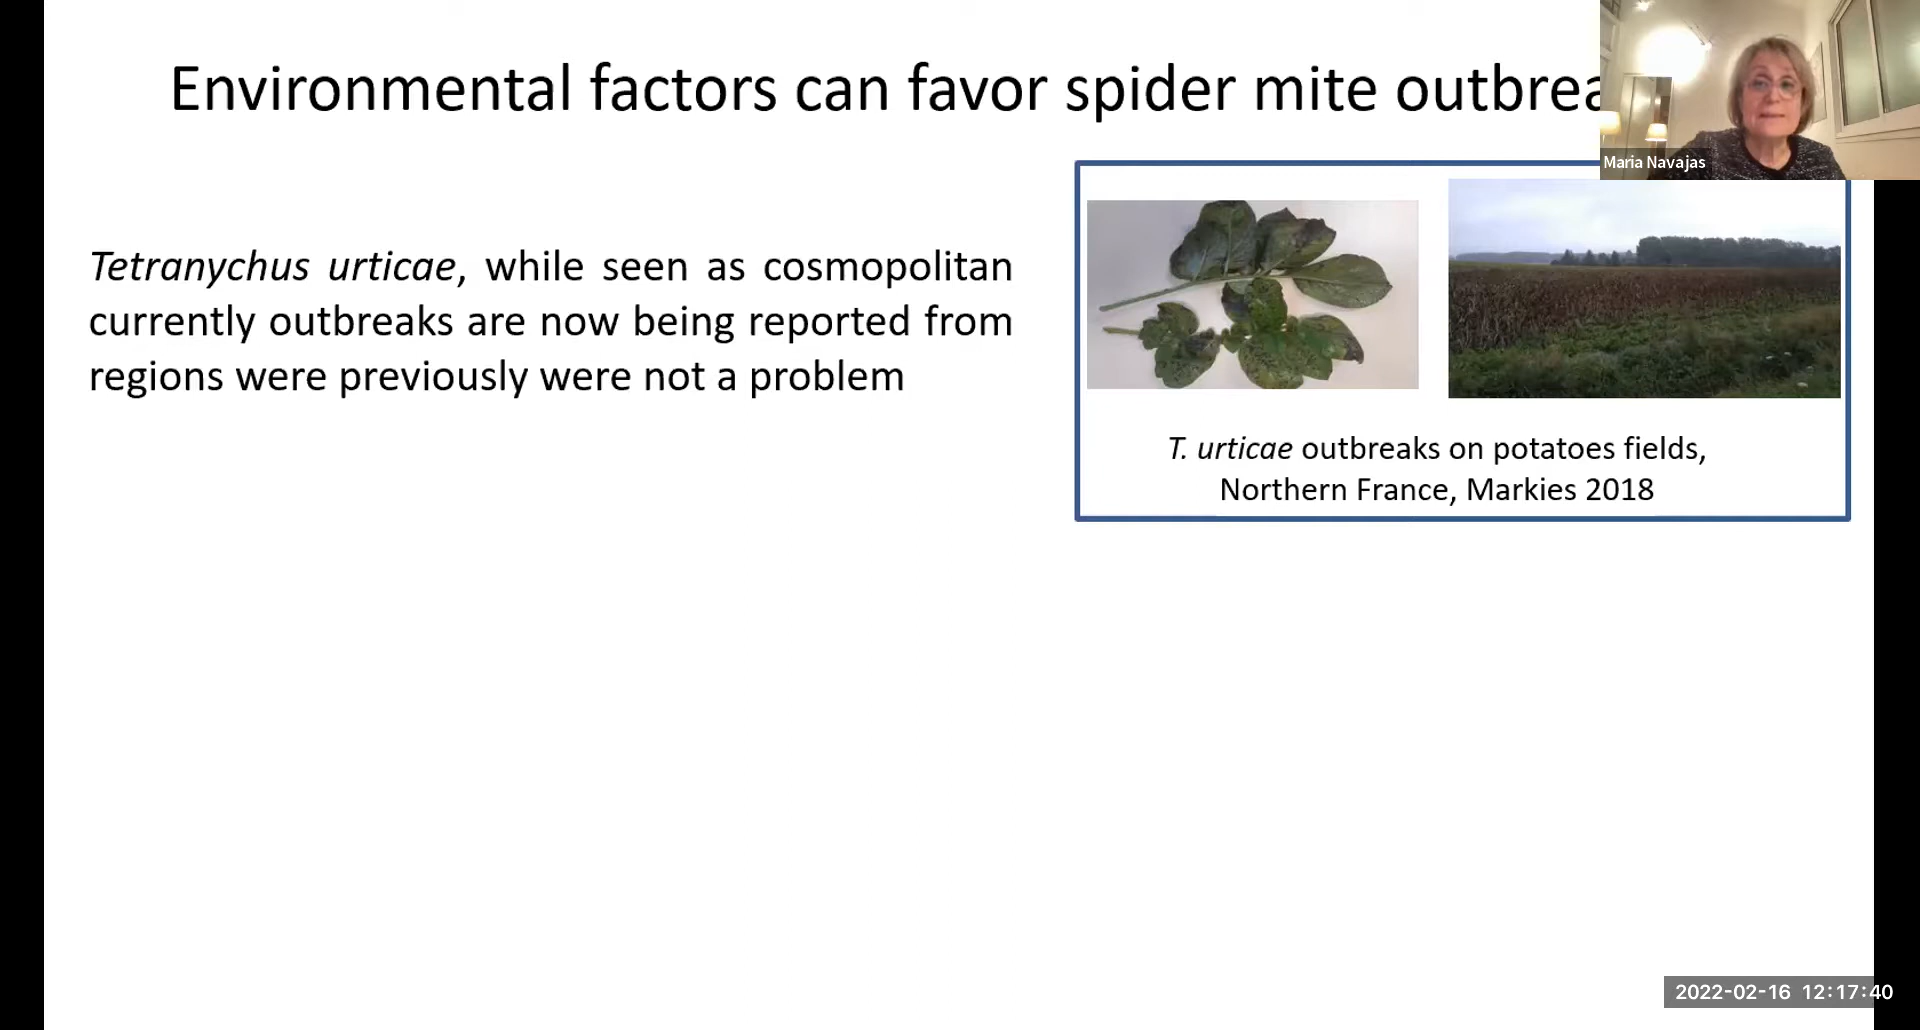 Environmental factors can favor spider mite
Maria Navajas
Tetranychus urticae, while seen as cosmopolitan
currently outbreaks are now being reported from
regions were previously were not a problem
T. urticae outbreaks on potatoes fields,
Northern France, Markies 2018
2022-02-16 12:17:40